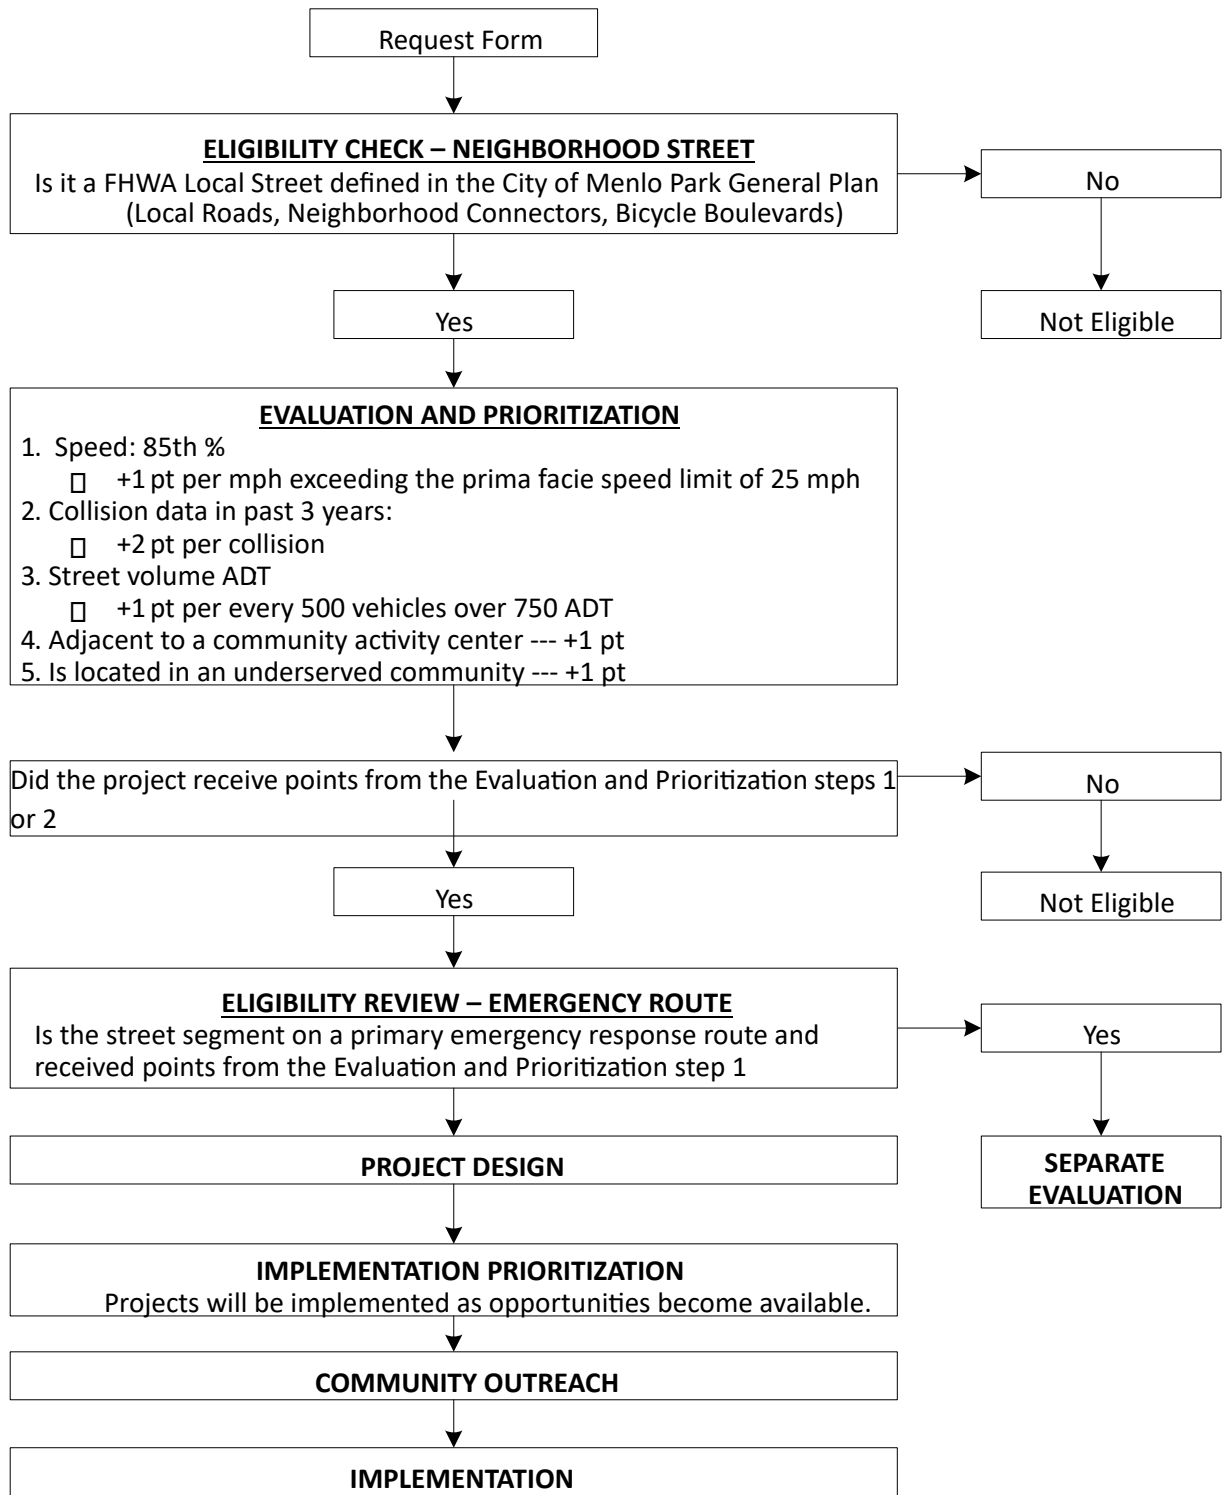 Request Form
ELIGIBILITY CHECK – NEIGHBORHOOD STREET
Is it a FHWA Local Street defined in the City of Menlo Park General Plan
(Local Roads, Neighborhood Connectors, Bicycle Boulevards)
No
Yes
Not Eligible
EVALUATION AND PRIORITIZATION
1. Speed: 85th %
▯ +1 pt per mph exceeding the prima facie speed limit of 25 mph
2. Collision data in past 3 years:
▯ +2 pt per collision
3. Street volume ADT.
▯ +1 pt per every 500 vehicles over 750 ADT
4. Adjacent to a community activity center --- +1 pt
5. Is located in an underserved community --- +1 pt
Did the project receive points from the Evaluation and Prioritization steps 1
or 2
No
Yes
Not Eligible
ELIGIBILITY REVIEW – EMERGENCY ROUTE
Is the street segment on a primary emergency response route and
received points from the Evaluation and Prioritization step 1
Yes
PROJECT DESIGN
SEPARATE
EVALUATION
IMPLEMENTATION PRIORITIZATION
Projects will be implemented as opportunities become available.
COMMUNITY OUTREACH
IMPLEMENTATION